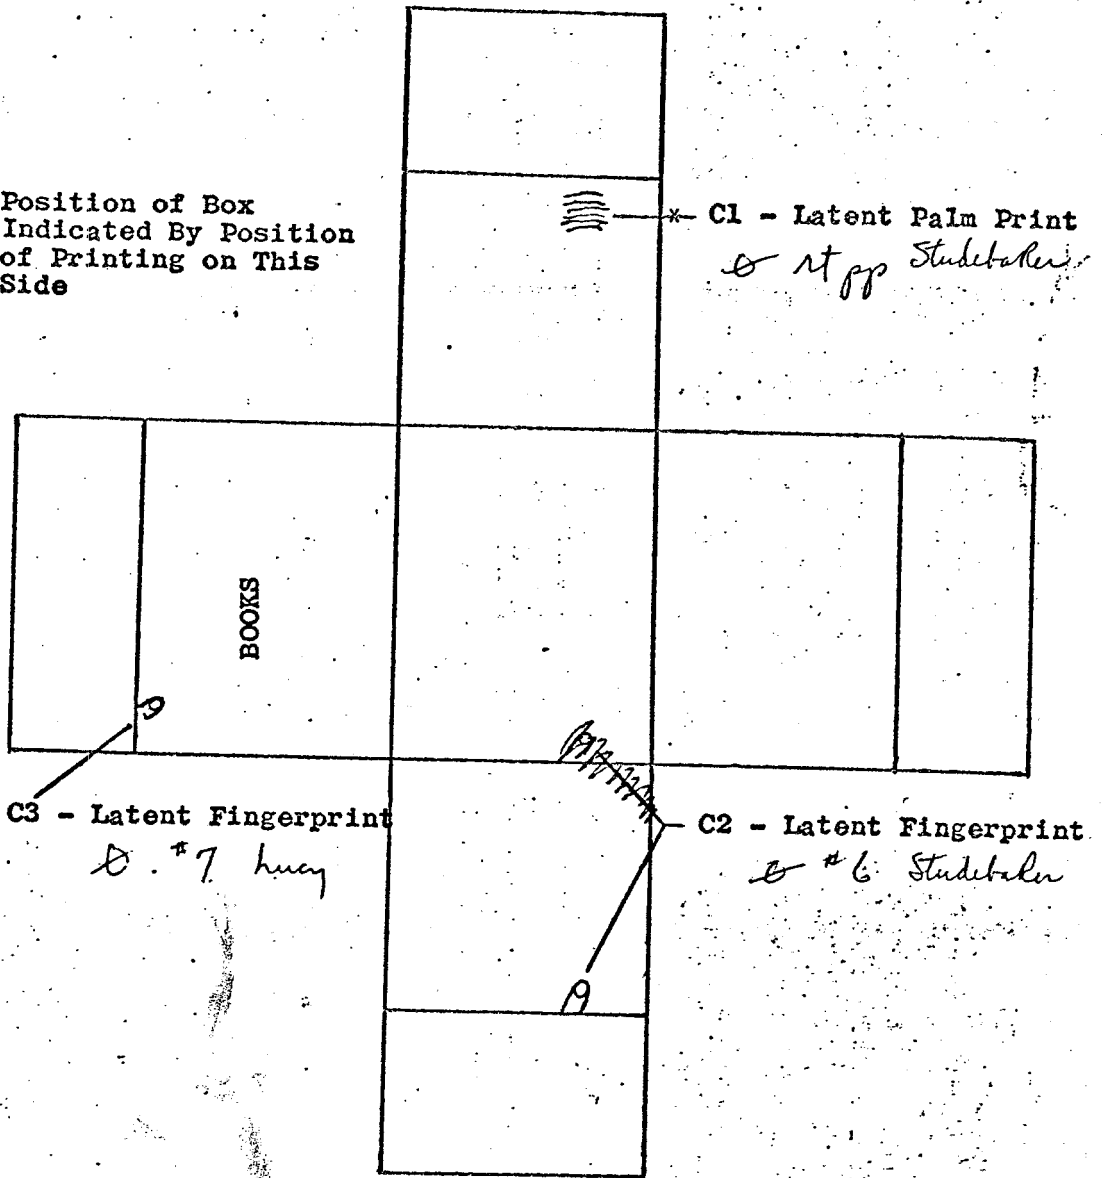 Position of Box
Indicated By Position
of Printing on This
Side
C1 - Latent Palm Print
rt pp Studebaker
BOOKS
C3 - Latent Fingerprint
#7 Lucy
C2 - Latent Fingerprint
#6 Studebaker